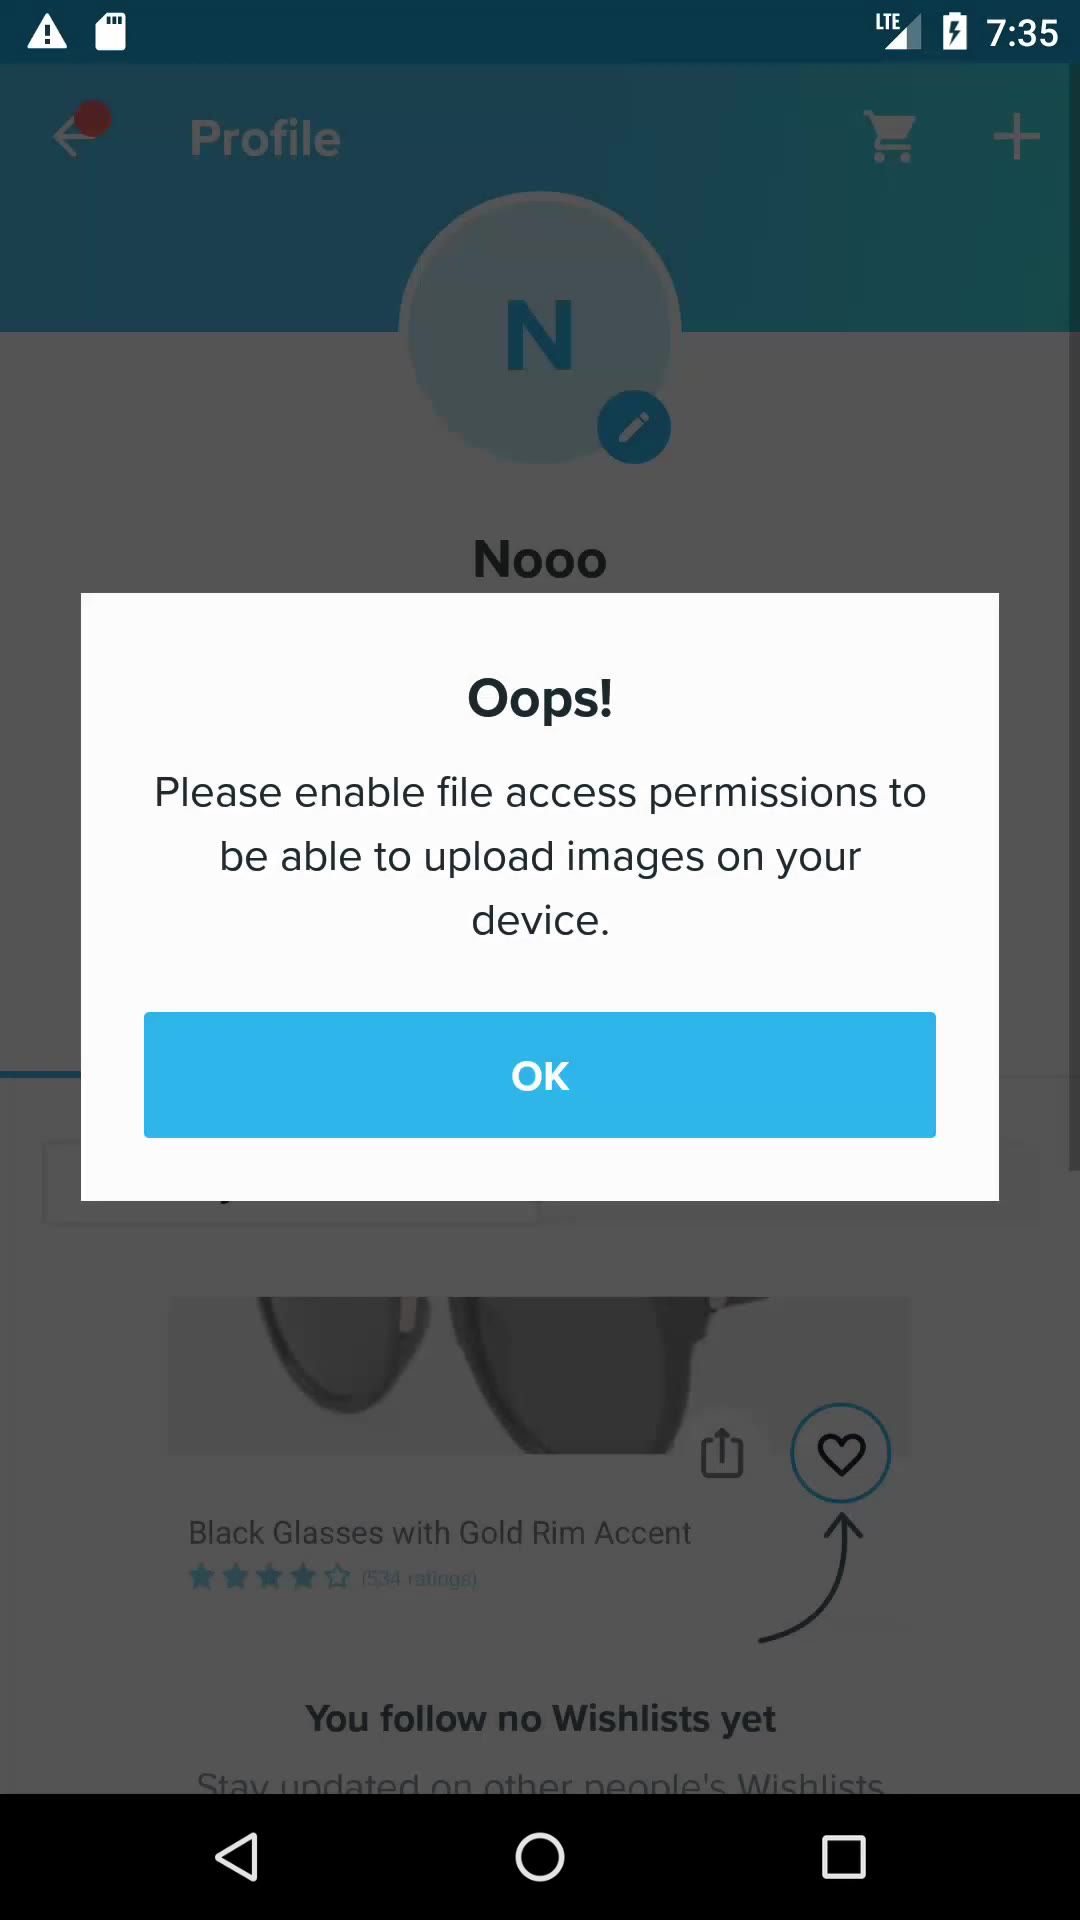 LTE 7:35
Profile
N
Nooo
Oops!
Please enable file access permissions to
be able to upload images on your
device.
OK
Black Glasses with Gold Rim Accent
(534 ratings)
You follow no Wishlists yet
Stay updated on other people's Wishlists